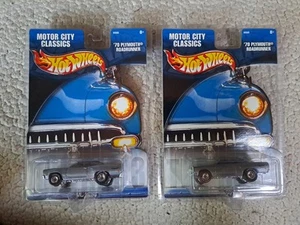 MOTOR CITY
CLASSICS
'70 PLYMOUTH®
ROADRUNNER
Hot Wheels
MOTOR CITY
CLASSICS
'70 PLYMOUTH®
ROADRUNNER
Hot Wheels